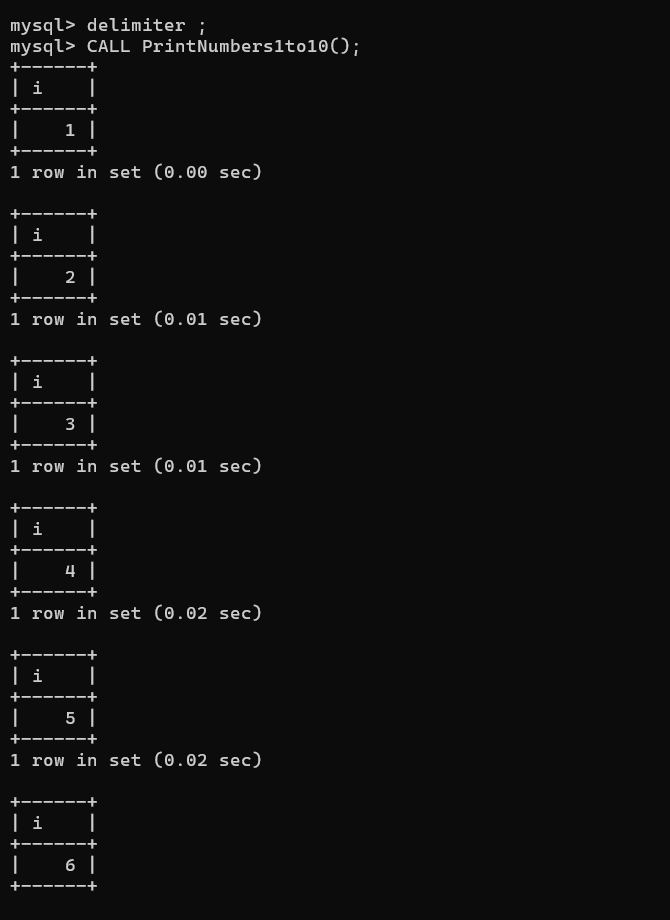 mysql> delimiter ;
mysql> CALL PrintNumbers1to10();
+------+
| i    |
+------+
|    1 |
+------+
1 row in set (0.00 sec)

+------+
| i    |
+------+
|    2 |
+------+
1 row in set (0.01 sec)

+------+
| i    |
+------+
|    3 |
+------+
1 row in set (0.01 sec)

+------+
| i    |
+------+
|    4 |
+------+
1 row in set (0.02 sec)

+------+
| i    |
+------+
|    5 |
+------+
1 row in set (0.02 sec)

+------+
| i    |
+------+
|    6 |
+------+